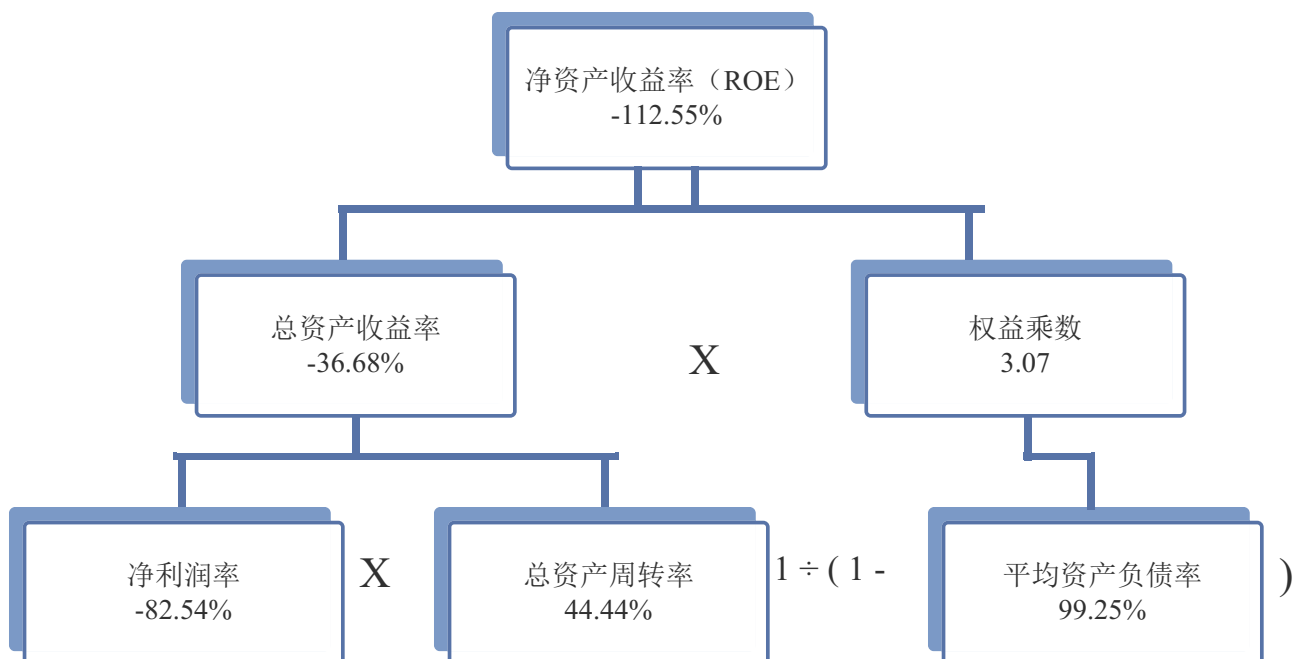 净资产收益率（ROE）
-112.55%
总资产收益率
-36.68%
X
权益乘数
3.07
净利润率
-82.54%
X
总资产周转率
44.44%
1 ÷ ( 1 -
平均资产负债率
99.25%
)